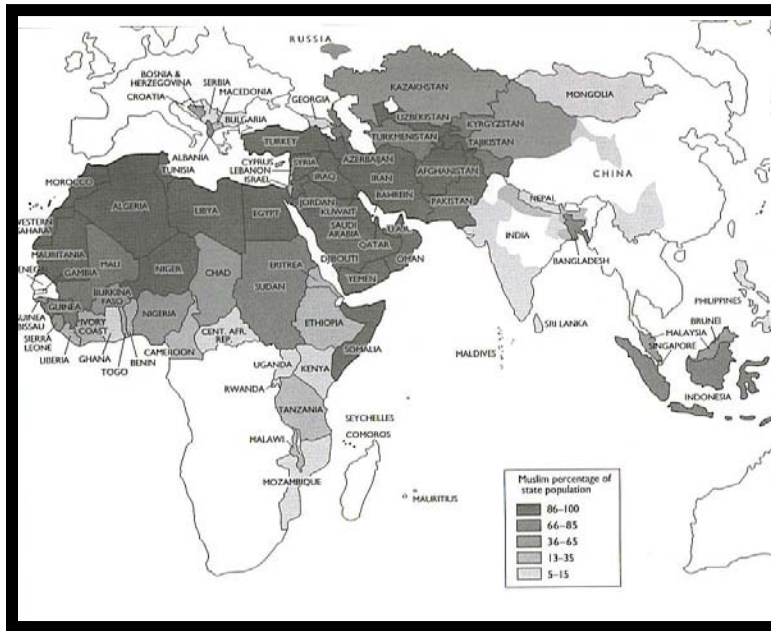 RUSSIA
BOSNIA &
HERZEGOVINA
SERBIA
CROATIA
MACEDONIA
BULGARIA
GEORGIA
KAZAKHSTAN
MONGOLIA
UZBEKISTAN
KYRGYZSTAN
TURKMENISTAN
TAJIKISTAN
ALBANIA
TUNISIA
TURKEY
CYPRUS
LEBANON
ISRAEL
SYRIA
IRAQ
AZERBAIJAN
IRAN
AFGHANISTAN
CHINA
MOROCCO
ALGERIA
LIBYA
EGYPT
JORDAN
KUWAIT
BAHREIN
PAKISTAN
NEPAL
WESTERN
SAHARA
SAUDI
ARABIA
QATAR
U.A.E.
OMAN
INDIA
BANGLADESH
MAURITANIA
MALI
NIGER
CHAD
SUDAN
ERITREA
DJIBOUTI
YEMEN
GAMBIA
GUINEA
BURKINA
FASO
GUINEA
BISSAU
IVORY
COAST
NIGERIA
ETHIOPIA
SIERRA
LEONE
LIBERIA
GHANA
TOGO
BENIN
CAMEROON
CENT. AFR.
REP.
SOMALIA
UGANDA
KENYA
RWANDA
TANZANIA
MALDIVES
SRI LANKA
PHILIPPINES
BRUNEI
MALAYSIA
SINGAPORE
INDONESIA
SEYCHELLES
COMOROS
MALAWI
MOZAMBIQUE
MAURITIUS
Muslim percentage of
state population
86–100
66–85
36–65
13–35
5–15